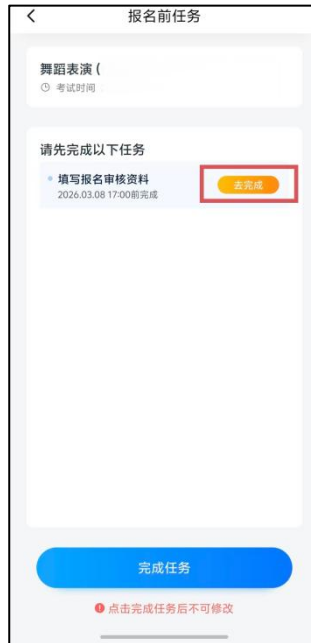 报名前任务
舞蹈表演 (
考试时间
请先完成以下任务
填写报名审核资料
去完成
2026.03.08 17:00前完成
完成任务
点击完成任务后不可修改